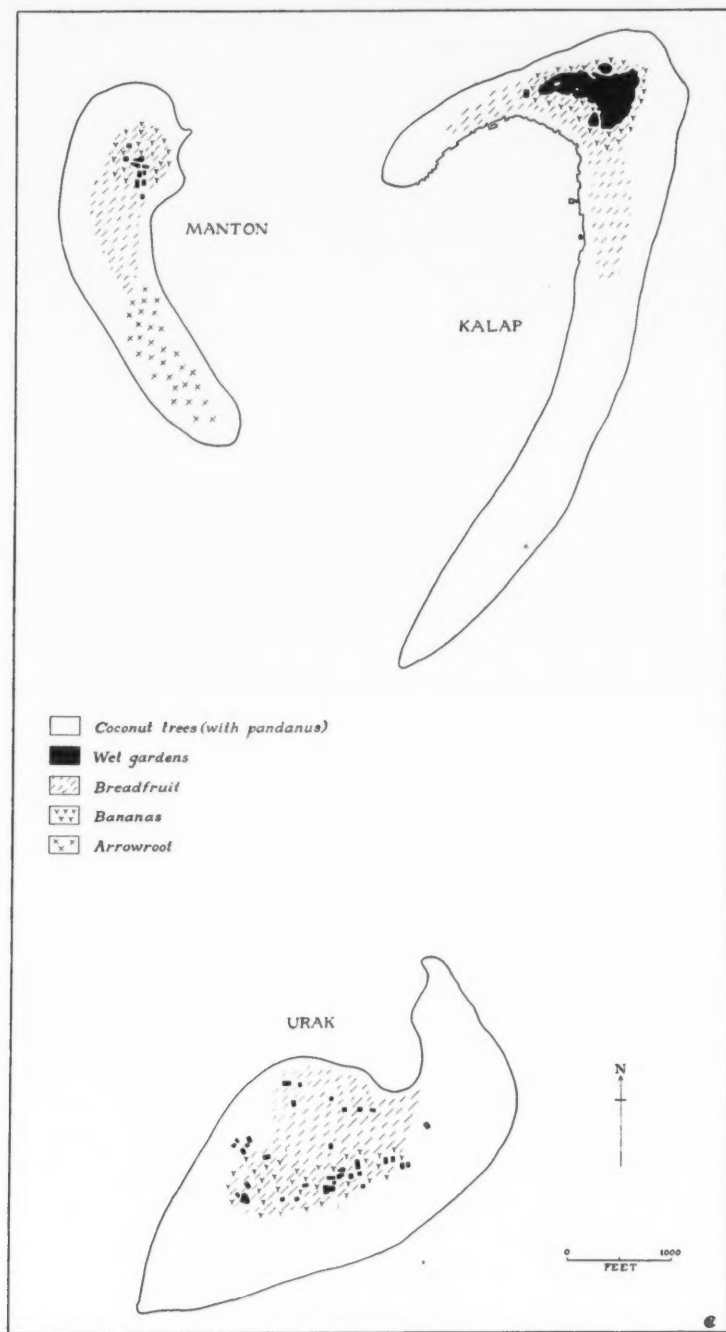 MANTON
KALAP
Coconut trees (with pandanus)
Wet gardens
Breadfruit
Bananas
Arrowroot
URAK
N
0 1000
FEET